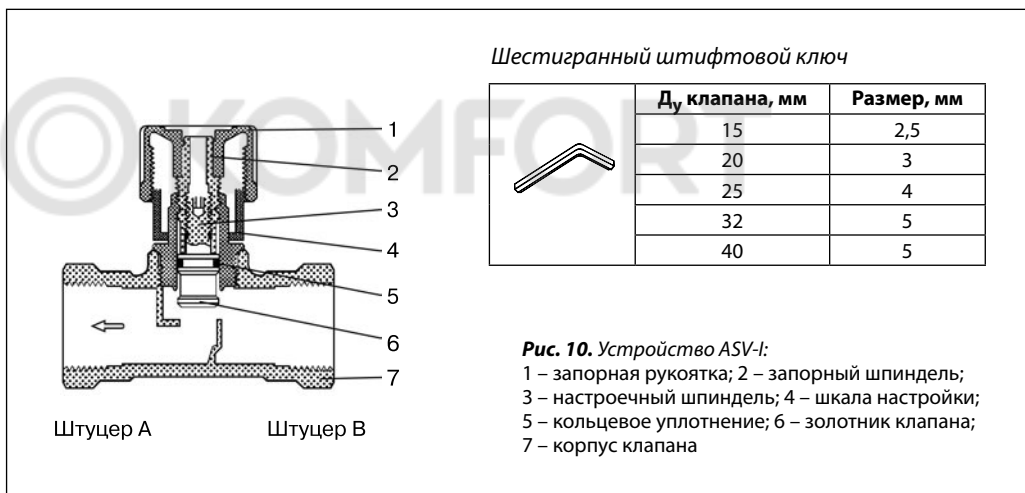 KOMFORT
Шестигранный штифтовой ключ
Ду клапана, мм Размер, мм
15 2,5
20 3
25 4
32 5
40 5
1
2
3
4
5
6
7
Штуцер А Штуцер В
Рис. 10. Устройство ASV-I:
1 – запорная рукоятка; 2 – запорный шпиндель;
3 – настроечный шпиндель; 4 – шкала настройки;
5 – кольцевое уплотнение; 6 – золотник клапана;
7 – корпус клапана